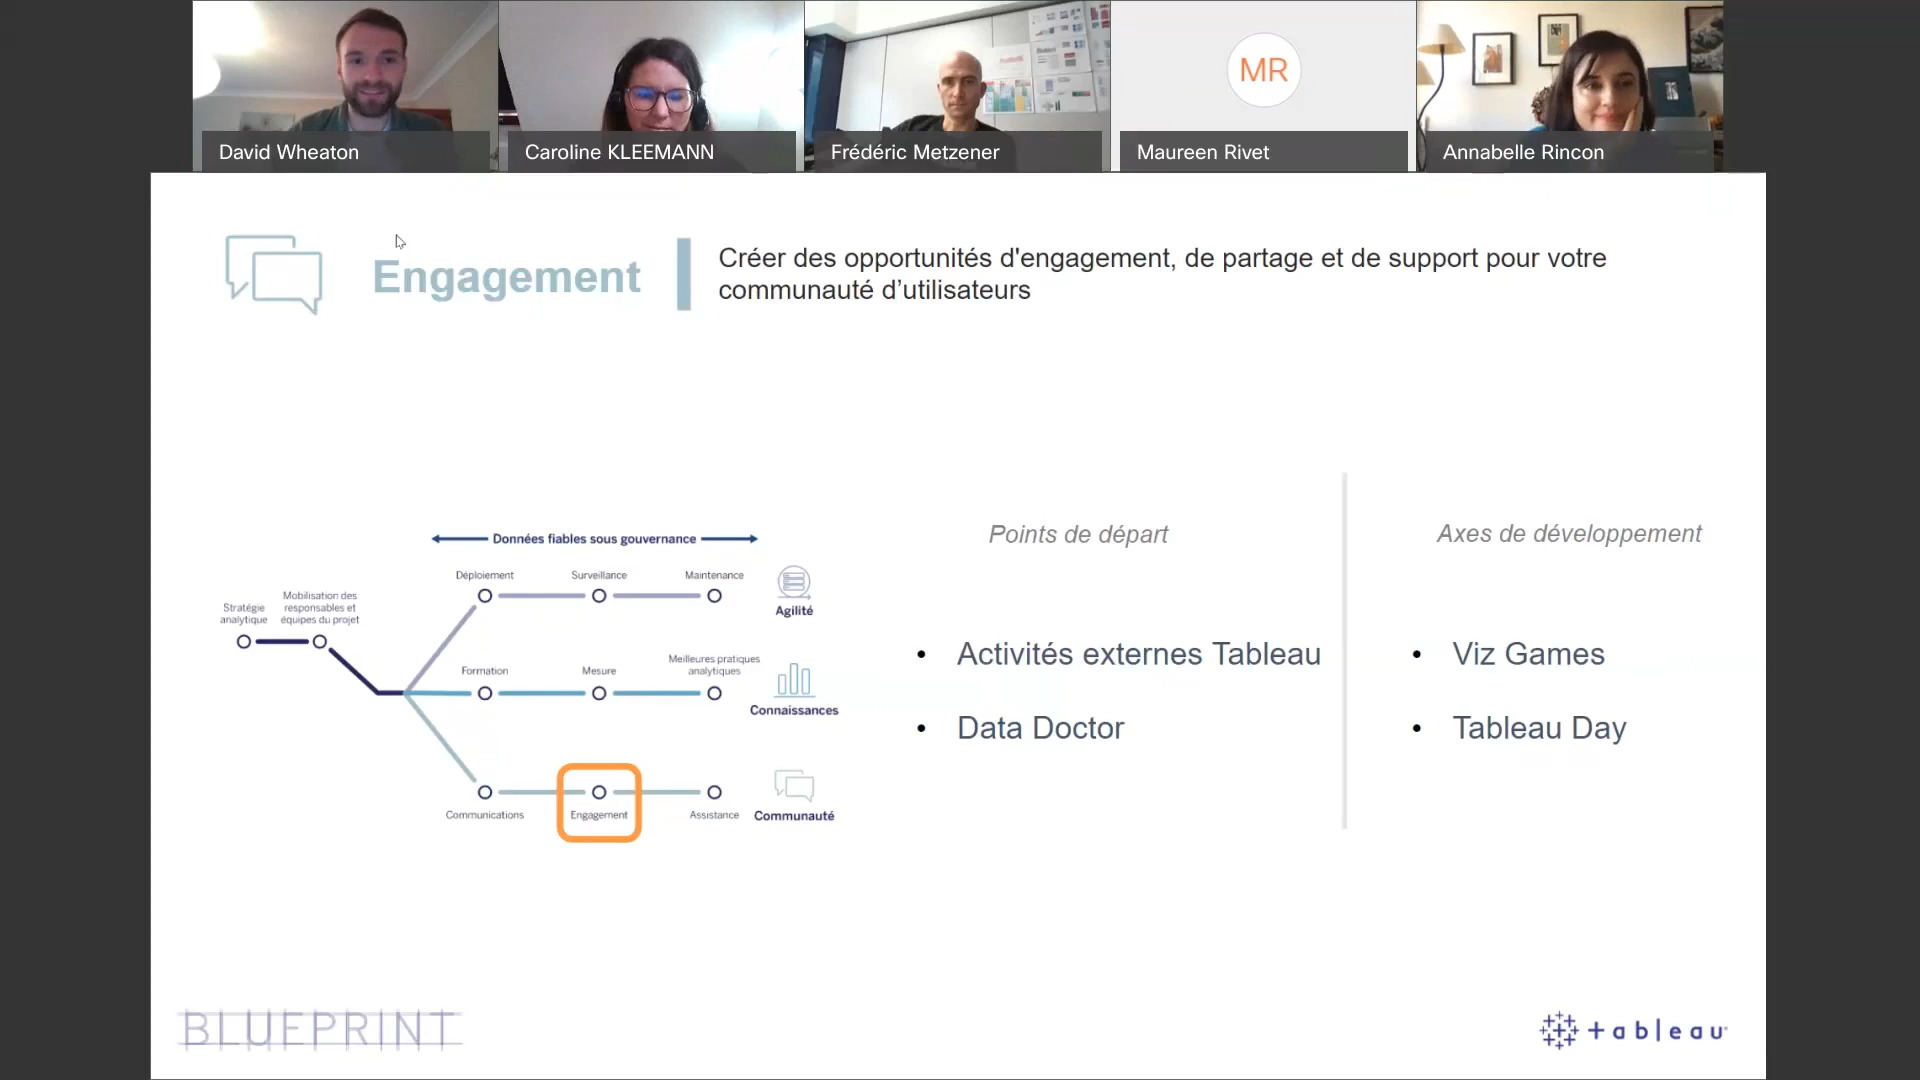 David Wheaton
Caroline KLEEMANN
Frédéric Metzener
MR
Maureen Rivet
Annabelle Rincon
Engagement
Créer des opportunités d'engagement, de partage et de support pour votre
communauté d’utilisateurs
Données fiables sous gouvernance
Déploiement
Surveillance
Maintenance
Agilité
Stratégie
analytique
Mobilisation des
responsables et
équipes du projet
Formation
Mesure
Meilleures pratiques
analytiques
Connaissances
Communications
Engagement
Assistance
Communauté
Points de départ
• Activités externes Tableau
• Data Doctor
Axes de développement
• Viz Games
• Tableau Day
BLUEPRINT
+ableau